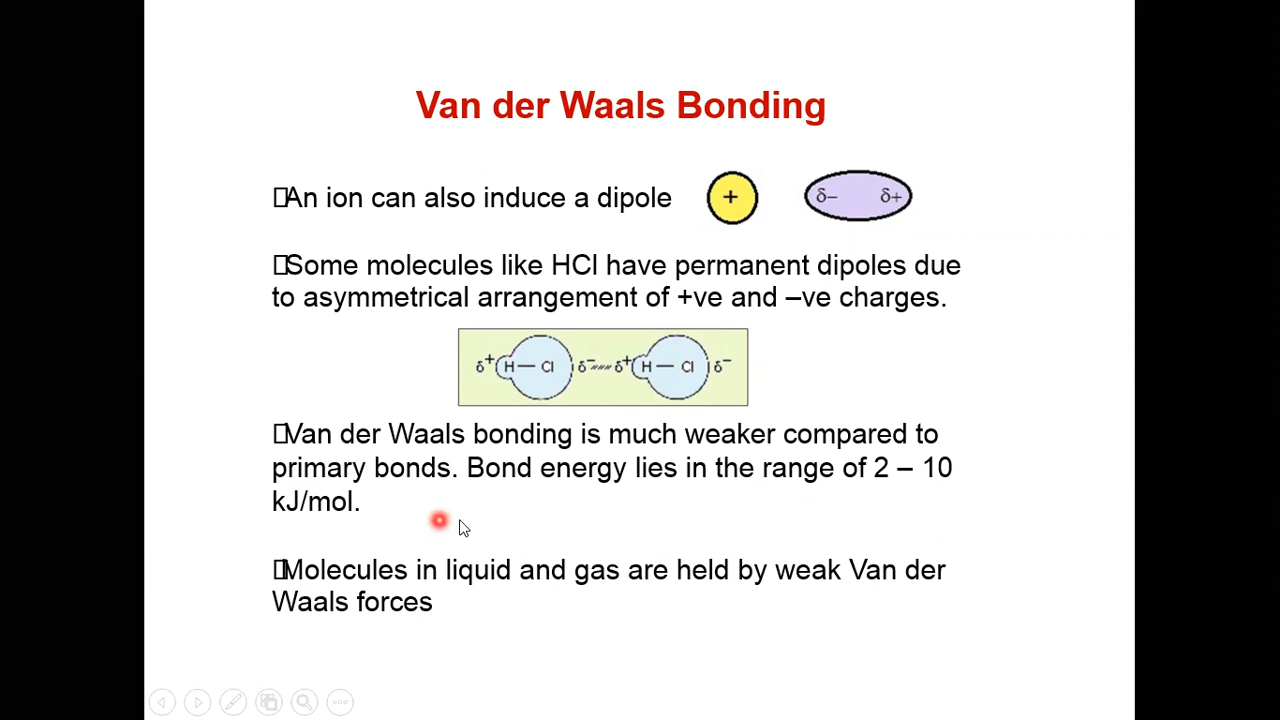 Van der Waals Bonding
An ion can also induce a dipole + δ– δ+
Some molecules like HCl have permanent dipoles due
to asymmetrical arrangement of +ve and –ve charges.
δ+ H — Cl δ– δ+ H — Cl δ–
Van der Waals bonding is much weaker compared to
primary bonds. Bond energy lies in the range of 2 – 10
kJ/mol.
Molecules in liquid and gas are held by weak Van der
Waals forces